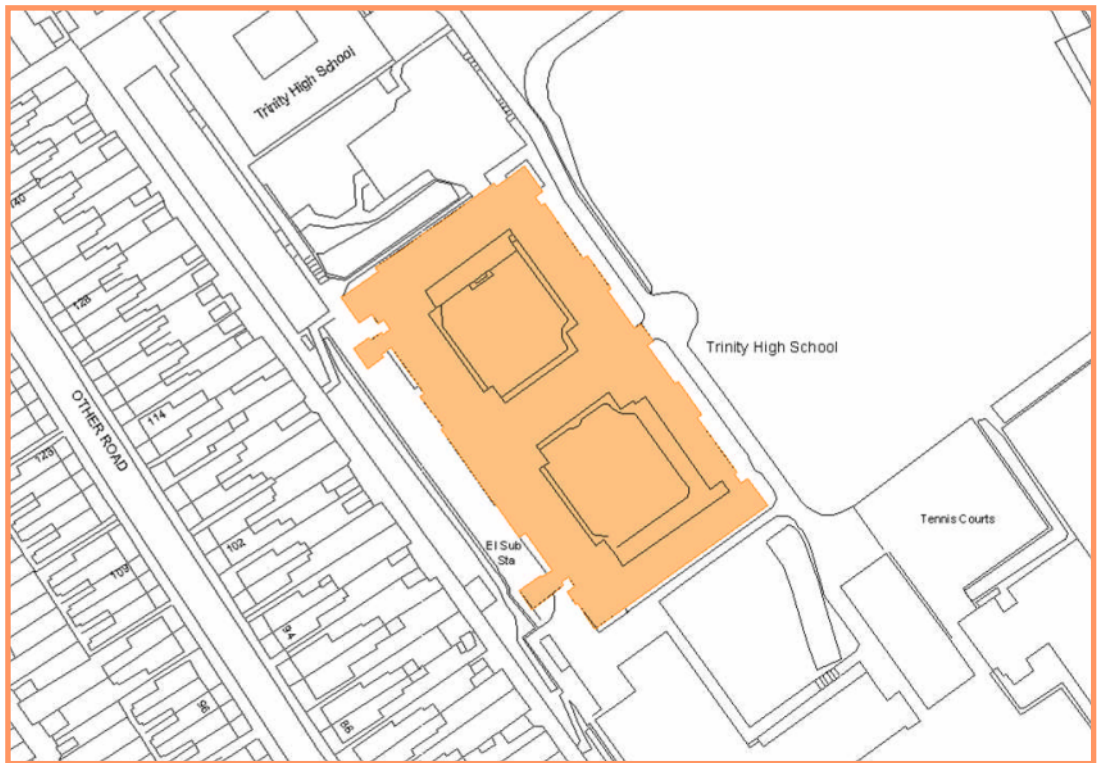 Trinity High School
140
128
OTHER ROAD
114
123
Trinity High School
Tennis Courts
El Sub
Sta
102
109
94
96
86